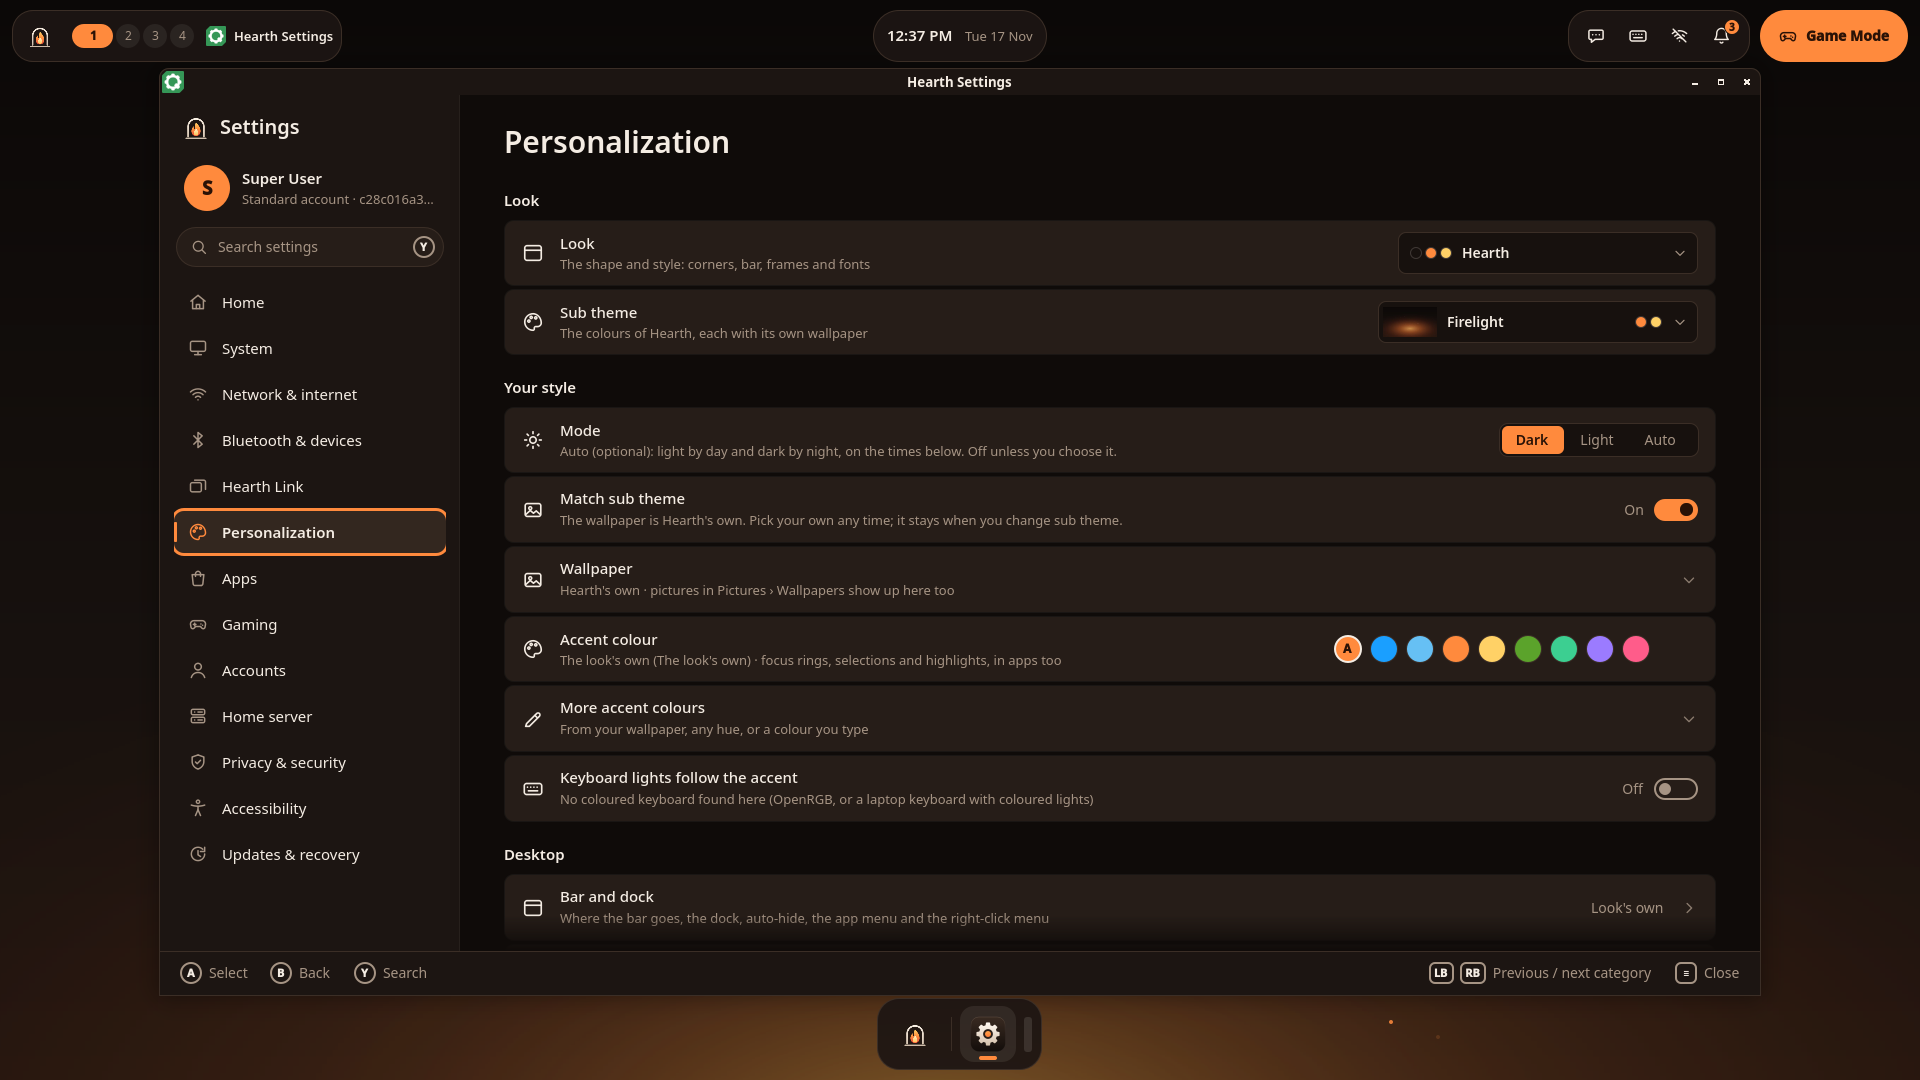 1 2 3 4 Hearth Settings
12:37 PM Tue 17 Nov
3
Game Mode
Hearth Settings
Settings
S
Super User
Standard account · c28c016a3...
Search settings Y
Home
System
Network & internet
Bluetooth & devices
Hearth Link
Personalization
Apps
Gaming
Accounts
Home server
Privacy & security
Accessibility
Updates & recovery
Personalization
Look
Look
The shape and style: corners, bar, frames and fonts
Hearth
Sub theme
The colours of Hearth, each with its own wallpaper
Firelight
Your style
Mode
Auto (optional): light by day and dark by night, on the times below. Off unless you choose it.
Dark Light Auto
Match sub theme
The wallpaper is Hearth's own. Pick your own any time; it stays when you change sub theme.
On
Wallpaper
Hearth's own · pictures in Pictures › Wallpapers show up here too
Accent colour
The look's own (The look's own) · focus rings, selections and highlights, in apps too
A
More accent colours
From your wallpaper, any hue, or a colour you type
Keyboard lights follow the accent
No coloured keyboard found here (OpenRGB, or a laptop keyboard with coloured lights)
Off
Desktop
Bar and dock
Where the bar goes, the dock, auto-hide, the app menu and the right-click menu
Look's own
A Select B Back Y Search
LB RB Previous / next category ≡ Close